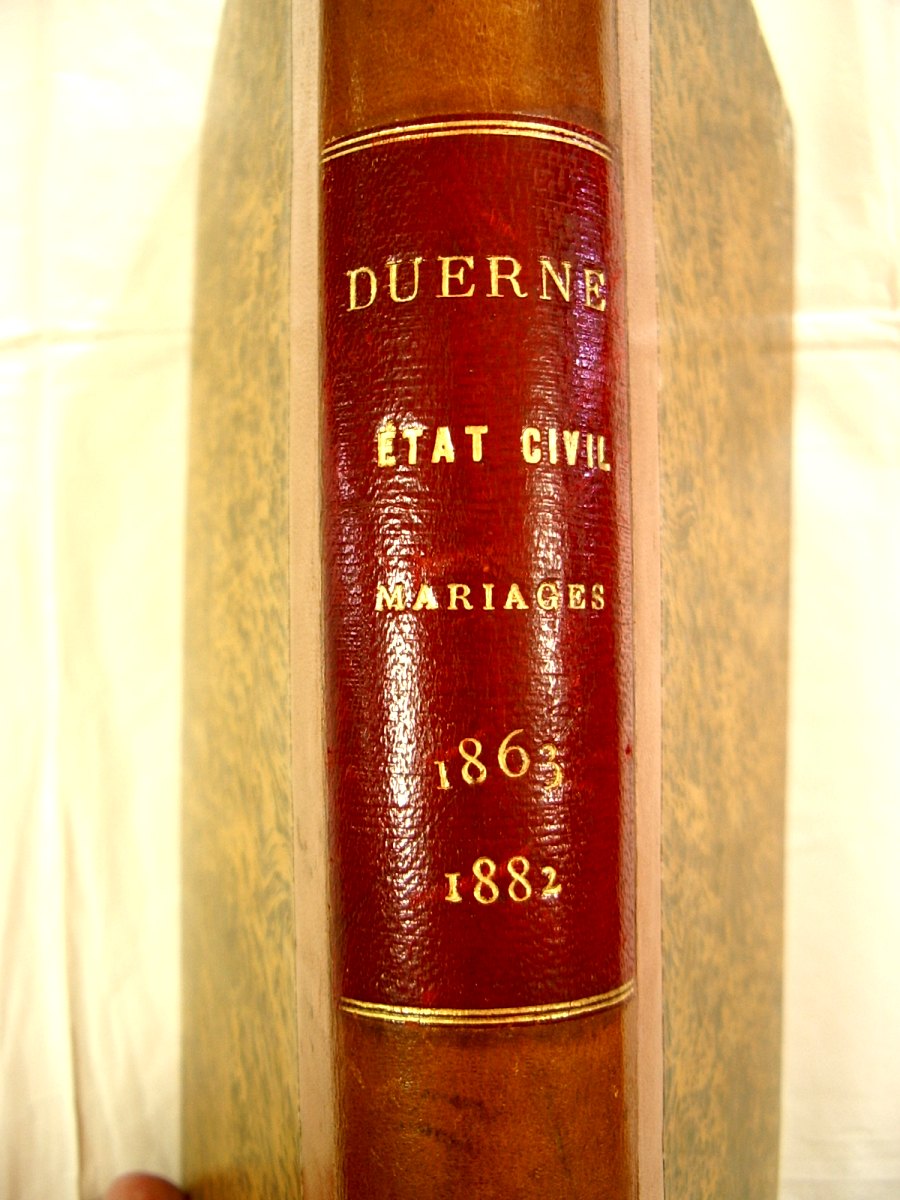 DUERNE
ÉTAT CIVIL
MARIAGES
1863
1882